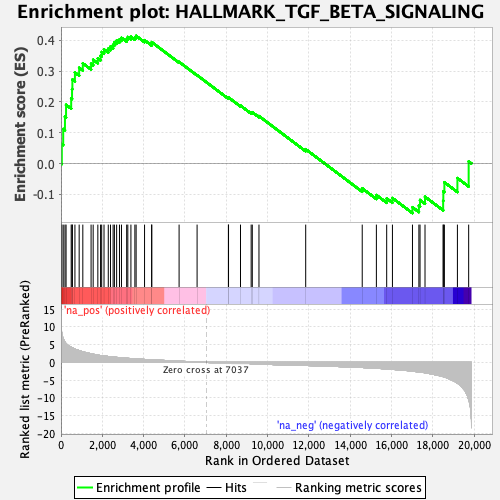 Enrichment plot: HALLMARK_TGF_BETA_SIGNALING
Enrichment score (ES)
0.4
0.3
0.2
0.1
0.0
-0.1
'na_pos' (positively correlated)
Ranked list metric (PreRanked)
15
10
5
0
-5
-10
-15
-20
Zero cross at 7037
'na_neg' (negatively correlated)
0
2,000
4,000
6,000
8,000
10,000
12,000
14,000
16,000
18,000
20,000
Rank in Ordered Dataset
Enrichment profile
Hits
Ranking metric scores